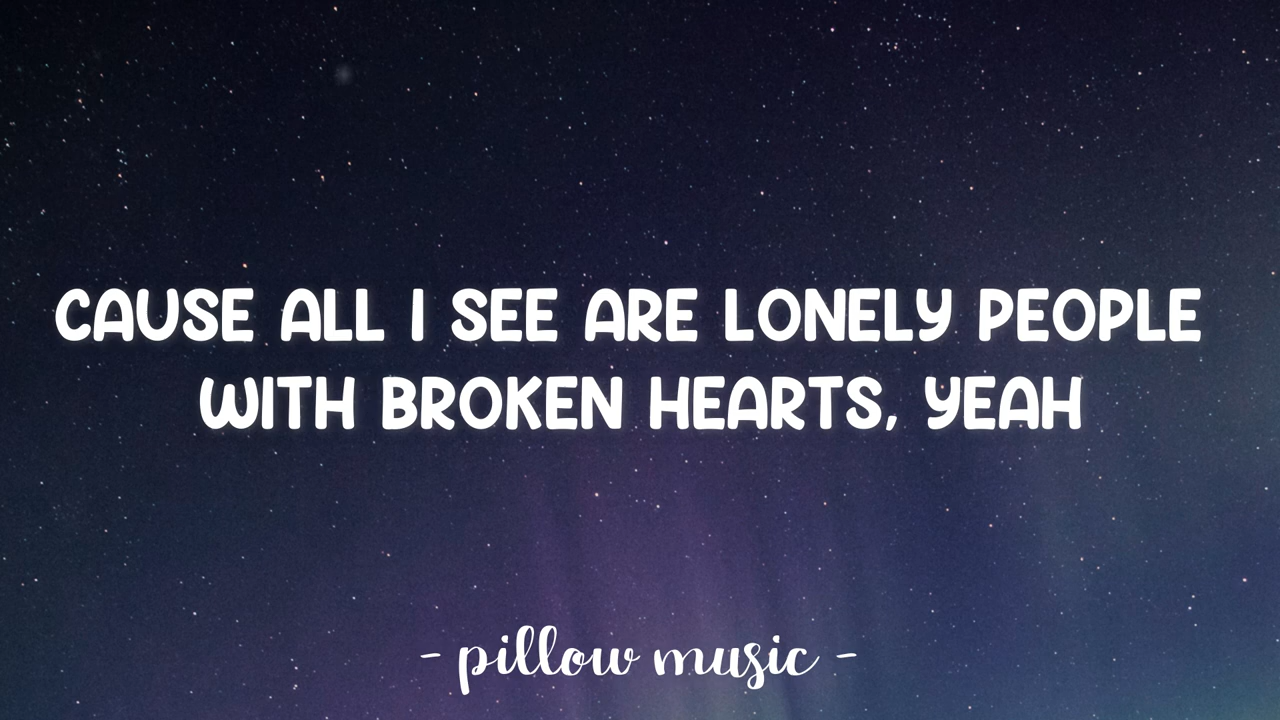 CAUSE ALL I SEE ARE LONELY PEOPLE
WITH BROKEN HEARTS, YEAH
- pillow music -